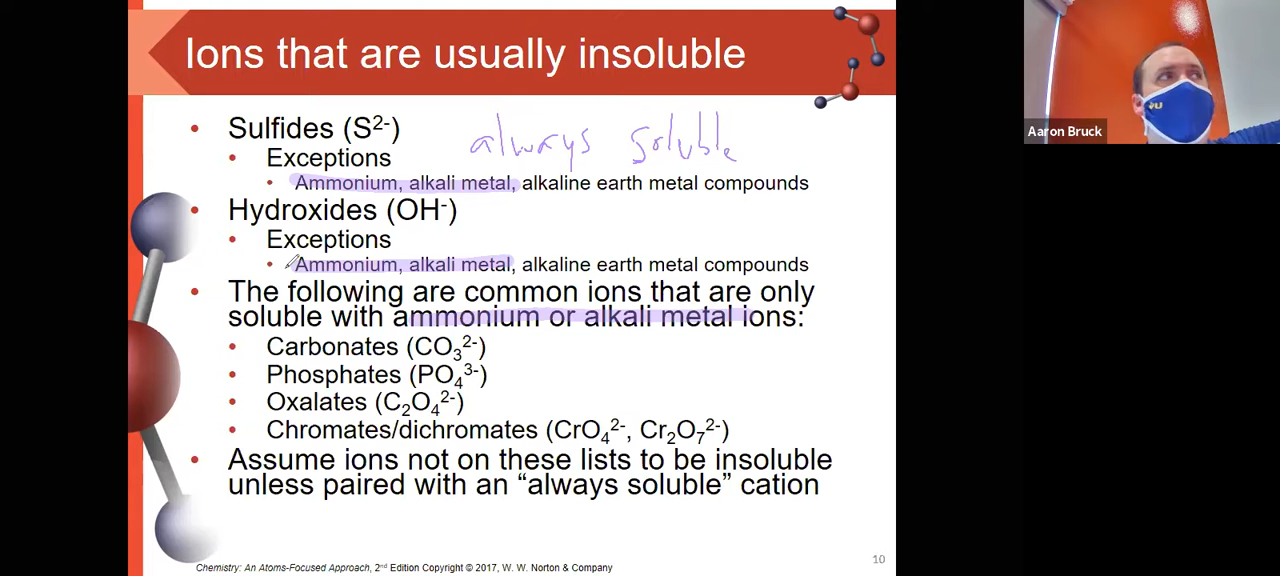 Ions that are usually insoluble
• Sulfides (S²⁻)
always soluble
• Exceptions
• Ammonium, alkali metal, alkaline earth metal compounds
• Hydroxides (OH⁻)
• Exceptions
• Ammonium, alkali metal, alkaline earth metal compounds
• The following are common ions that are only
soluble with ammonium or alkali metal ions:
• Carbonates (CO₃²⁻)
• Phosphates (PO₄³⁻)
• Oxalates (C₂O₄²⁻)
• Chromates/dichromates (CrO₄²⁻, Cr₂O₇²⁻)
• Assume ions not on these lists to be insoluble
unless paired with an “always soluble” cation
10
Chemistry: An Atoms-Focused Approach, 2nd Edition Copyright © 2017, W. W. Norton & Company
Aaron Bruck